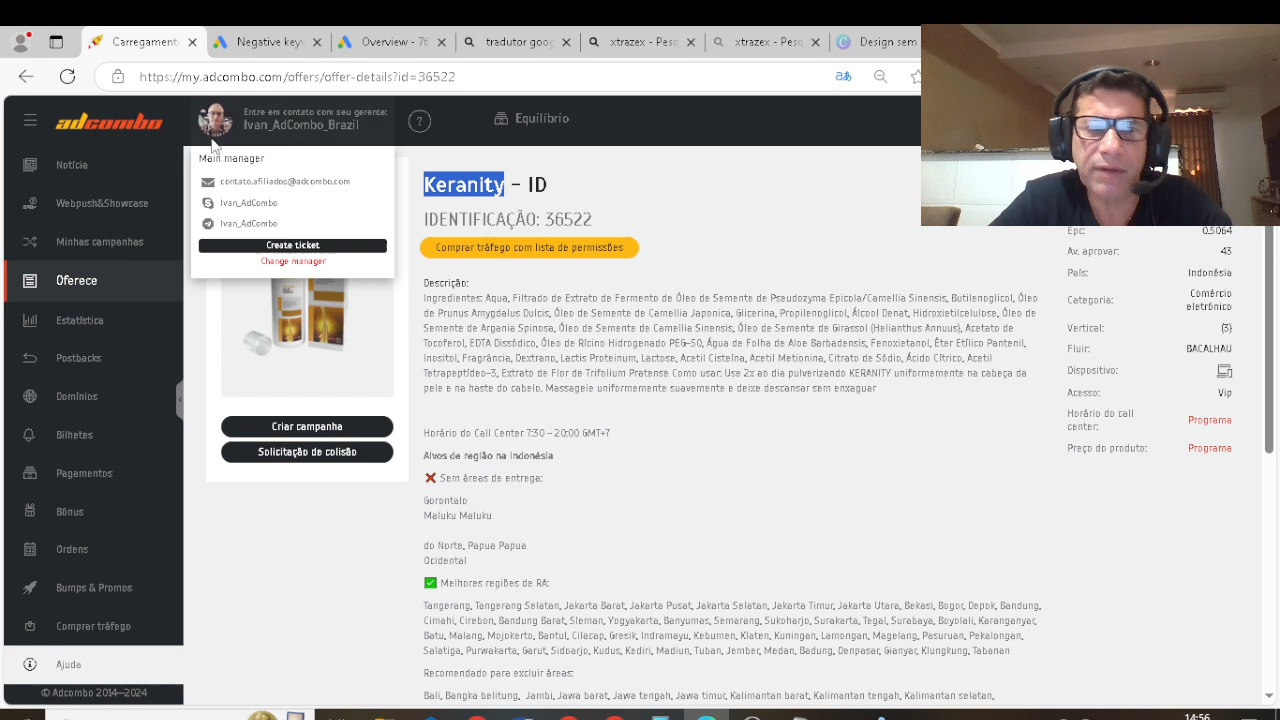 Carregament
Overview - 7(
xtrazex - Pesq
xtrazex - Pesq
Design sem
https://my.adcombo.com/offers/offer-details?id=36522
adcombo
Entre em contato com seu gerente:
Ivan_AdCombo_Brazil
?
Equilíbrio
Main manager
contato.afiliados@adcombo.com
Ivan_AdCombo
Ivan_AdCombo
Create ticket
Change manager
Notícia
Webpush&Showcase
Minhas campanhas
Oferece
Estatística
Postbacks
Domínios
Bilhetes
Pagamentos
Bônus
Ordens
Bumps & Promos
Comprar tráfego
Ajuda
© Adcombo 2014—2024
Criar campanha
Solicitação de colisão
Keranity - ID
IDENTIFICAÇÃO: 36522
Comprar tráfego com lista de permissões
Descrição:
Ingredientes: Água, Filtrado de Extrato de Fermento de Óleo de Semente de Pseudozyma Epicola/Camellia Sinensis, Butilenoglicol, Óleo
de Prunus Amygdalus Dulcis, Óleo de Semente de Camellia Japonica, Glicerina, Propilenoglicol, Álcool Denat, Hidroxietilcelulose, Óleo de
Semente de Argania Spinosa, Óleo de Semente de Camellia Sinensis, Óleo de Semente de Girassol (Helianthus Annuus), Acetato de
Tocoferol, EDTA Dissódico, Óleo de Rícino Hidrogenado PEG-50, Água de Folha de Aloe Barbadensis, Fenoxietanol, Éter Etílico Pantenil,
Inositol, Fragrância, Dextrano, Lactis Proteinum, Lactose, Acetil Cisteína, Acetil Metionina, Citrato de Sódio, Ácido Cítrico, Acetil
Tetrapeptídeo-3, Extrato de Flor de Trifolium Pratense Como usar: Use 2x ao dia pulverizando KERANITY uniformemente na cabeça da
pele e na haste do cabelo. Massageie uniformemente suavemente e deixe descansar sem enxaguar
Horário do Call Center 7:30 – 20:00 GMT+7
Alvos de região na Indonésia
❌ Sem áreas de entrega:
Gorontalo
Maluku Maluku
do Norte, Papua Papua
Ocidental
✅ Melhores regiões de RA:
Tangerang, Tangerang Selatan, Jakarta Barat, Jakarta Pusat, Jakarta Selatan, Jakarta Timur, Jakarta Utara, Bekasi, Bogor, Depok, Bandung,
Cimahi, Cirebon, Bandung Barat, Sleman, Yogyakarta, Banyumas, Semarang, Sukoharjo, Surakarta, Tegal, Surabaya, Boyolali, Karanganyar,
Batu, Malang, Mojokerto, Bantul, Cilacap, Gresik, Indramayu, Kebumen, Klaten, Kuningan, Lamongan, Magelang, Pasuruan, Pekalongan,
Salatiga, Purwakarta, Garut, Sidoarjo, Kudus, Kediri, Madiun, Tuban, Jember, Medan, Badung, Denpasar, Gianyar, Klungkung, Tabanan
Recomendado para excluir áreas:
Bali, Bangka belitung, Jambi, Jawa barat, Jawa tengah, Jawa timur, Kalimantan barat, Kalimantan tengah, Kalimantan selatan,
Epc: 0.5064
Av. aprovar: 43
País: Indonésia
Categoria: Comércio
eletrônico
Vertical: (3)
Fluir: BACALHAU
Dispositivo:
Acesso: Vip
Horário do call
center: Programa
Preço do produto: Programa
14:56